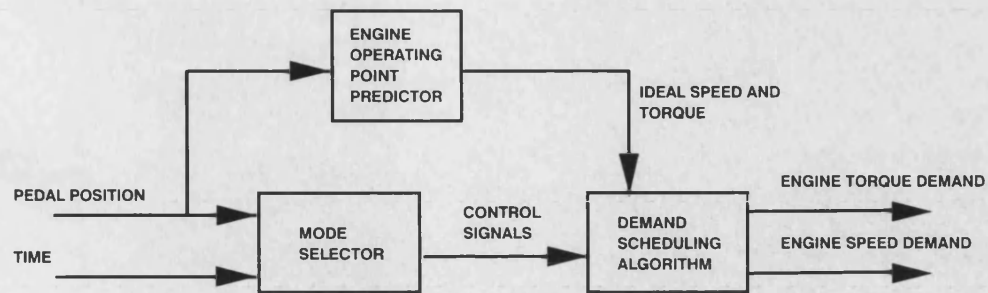 ENGINE
OPERATING
POINT
PREDICTOR
IDEAL SPEED AND
TORQUE
PEDAL POSITION
TIME
MODE
SELECTOR
CONTROL
SIGNALS
DEMAND
SCHEDULING
ALGORITHM
ENGINE TORQUE DEMAND
ENGINE SPEED DEMAND